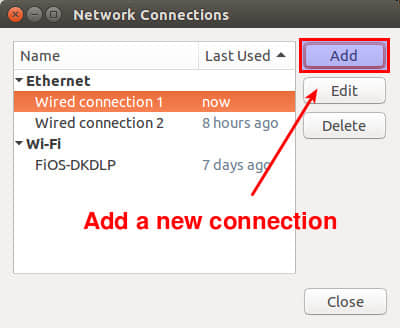 Network Connections
Name Last Used
Add
Ethernet
Wired connection 1 now
Edit
Wired connection 2 8 hours ago
Delete
Wi-Fi
FiOS-DKDLP 7 days ago
Add a new connection
Close